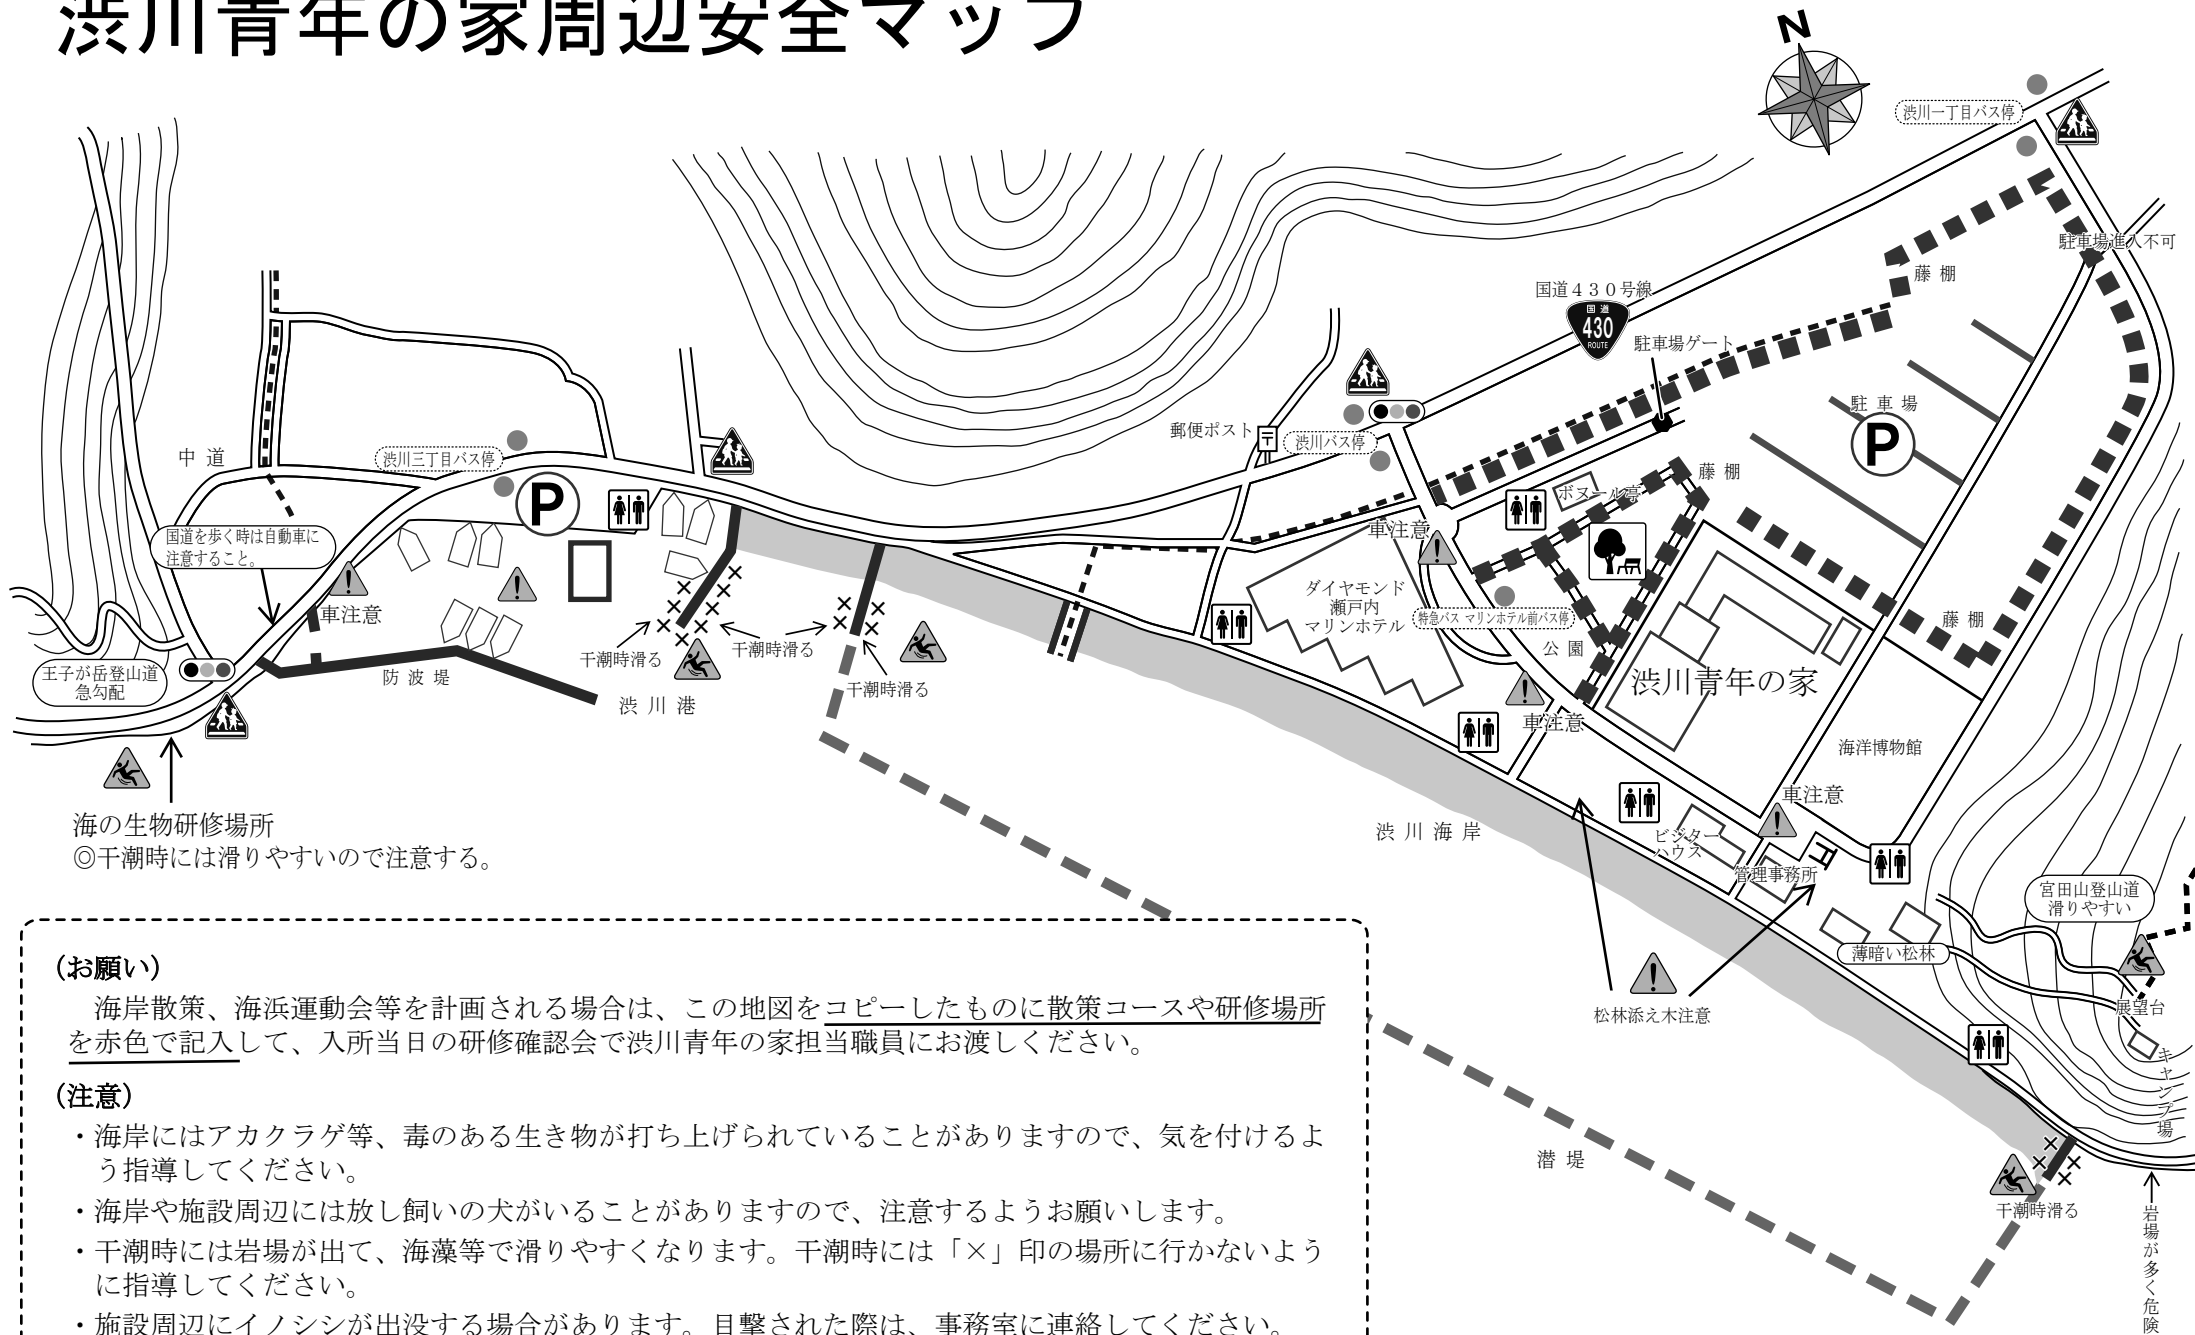 渋川青年の家周辺安全マップ
N
渋川一丁目バス停
駐車場進入不可
藤棚
国道430号線
国道
430
ROUTE
駐車場ゲート
駐車場
P
郵便ポスト
〒
渋川バス停
中道
渋川三丁目バス停
P
藤棚
ボヌール亭
国道を歩く時は自動車に
注意すること。
車注意
車注意
ダイヤモンド
瀬戸内
マリンホテル
特急バス マリンホテル前バス停
公園
藤棚
干潮時滑る
干潮時滑る
干潮時滑る
王子が岳登山道
急勾配
防波堤
渋川港
渋川青年の家
車注意
海洋博物館
車注意
海の生物研修場所
◎干潮時には滑りやすいので注意する。
渋川海岸
ビジター
ハウス
管理事務所
宮田山登山道
滑りやすい
薄暗い松林
松林添え木注意
展望台
キャンプ場
潜堤
干潮時滑る
岩場が多く危険
(お願い)
海岸散策、海浜運動会等を計画される場合は、この地図をコピーしたものに散策コースや研修場所
を赤色で記入して、入所当日の研修確認会で渋川青年の家担当職員にお渡しください。
(注意)
・海岸にはアカクラゲ等、毒のある生き物が打ち上げられていることがありますので、気を付けるよ
う指導してください。
・海岸や施設周辺には放し飼いの犬がいることがありますので、注意するようお願いします。
・干潮時には岩場が出て、海藻等で滑りやすくなります。干潮時には「×」印の場所に行かないよう
に指導してください。
・施設周辺にイノシシが出没する場合があります。目撃された際は、事務室に連絡してください。